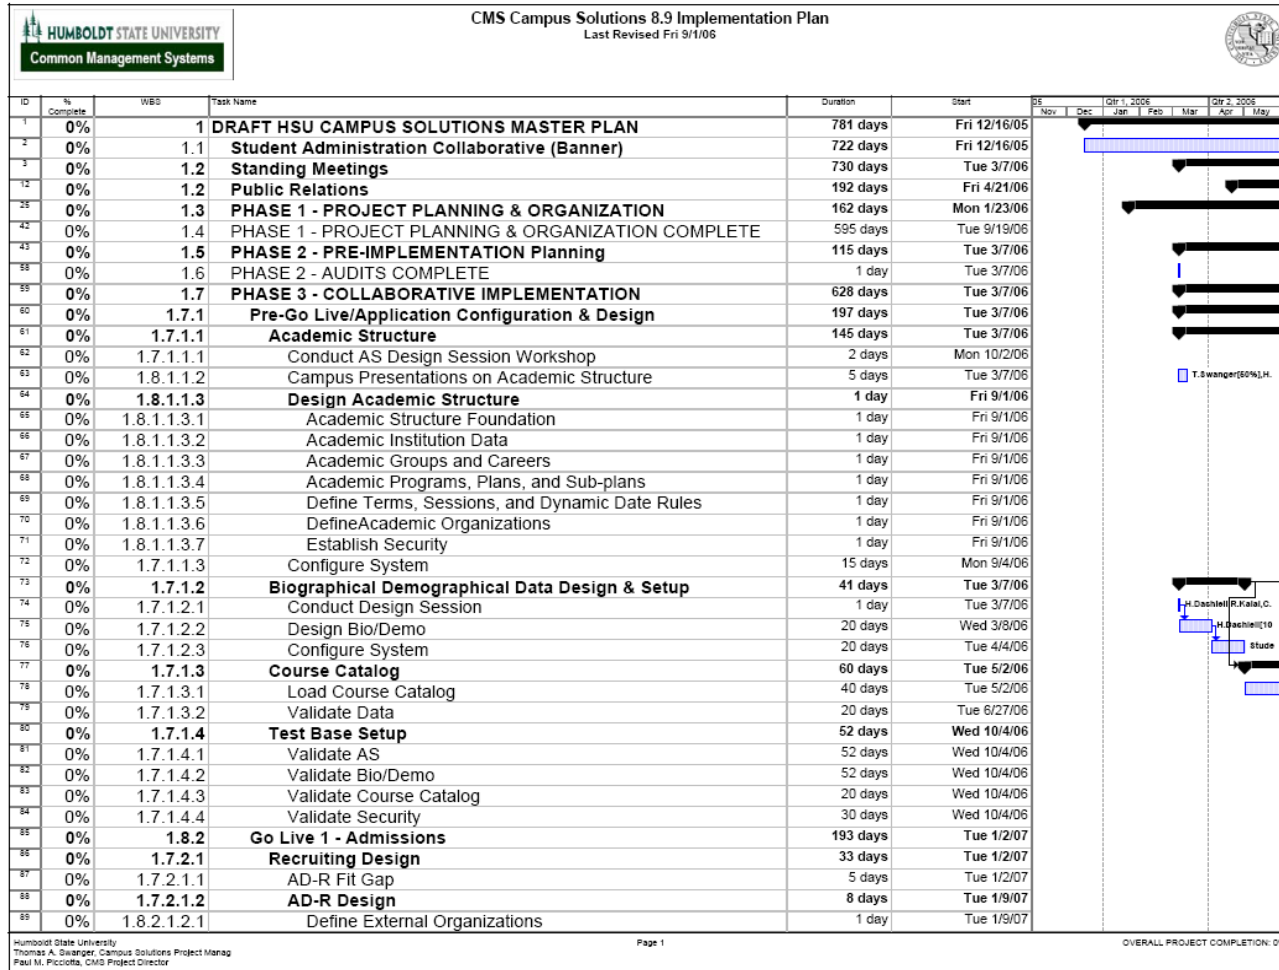 HUMBOLDT STATE UNIVERSITY
Common Management Systems
CMS Campus Solutions 8.9 Implementation Plan
Last Revised Fri 9/1/06
ID % Complete WBS Task Name Duration Start 05 Qtr 1, 2006 Qtr 2, 2006
Nov Dec Jan Feb Mar Apr May
1 0% 1 DRAFT HSU CAMPUS SOLUTIONS MASTER PLAN 781 days Fri 12/16/05
2 0% 1.1 Student Administration Collaborative (Banner) 722 days Fri 12/16/05
3 0% 1.2 Standing Meetings 730 days Tue 3/7/06
12 0% 1.2 Public Relations 192 days Fri 4/21/06
25 0% 1.3 PHASE 1 - PROJECT PLANNING & ORGANIZATION 162 days Mon 1/23/06
42 0% 1.4 PHASE 1 - PROJECT PLANNING & ORGANIZATION COMPLETE 595 days Tue 9/19/06
43 0% 1.5 PHASE 2 - PRE-IMPLEMENTATION Planning 115 days Tue 3/7/06
58 0% 1.6 PHASE 2 - AUDITS COMPLETE 1 day Tue 3/7/06
59 0% 1.7 PHASE 3 - COLLABORATIVE IMPLEMENTATION 628 days Tue 3/7/06
60 0% 1.7.1 Pre-Go Live/Application Configuration & Design 197 days Tue 3/7/06
61 0% 1.7.1.1 Academic Structure 145 days Tue 3/7/06
62 0% 1.7.1.1.1 Conduct AS Design Session Workshop 2 days Mon 10/2/06
63 0% 1.8.1.1.2 Campus Presentations on Academic Structure 5 days Tue 3/7/06 T.Swanger[50%],H.
64 0% 1.8.1.1.3 Design Academic Structure 1 day Fri 9/1/06
65 0% 1.8.1.1.3.1 Academic Structure Foundation 1 day Fri 9/1/06
66 0% 1.8.1.1.3.2 Academic Institution Data 1 day Fri 9/1/06
67 0% 1.8.1.1.3.3 Academic Groups and Careers 1 day Fri 9/1/06
68 0% 1.8.1.1.3.4 Academic Programs, Plans, and Sub-plans 1 day Fri 9/1/06
69 0% 1.8.1.1.3.5 Define Terms, Sessions, and Dynamic Date Rules 1 day Fri 9/1/06
70 0% 1.8.1.1.3.6 DefineAcademic Organizations 1 day Fri 9/1/06
71 0% 1.8.1.1.3.7 Establish Security 1 day Fri 9/1/06
72 0% 1.7.1.1.3 Configure System 15 days Mon 9/4/06
73 0% 1.7.1.2 Biographical Demographical Data Design & Setup 41 days Tue 3/7/06
74 0% 1.7.1.2.1 Conduct Design Session 1 day Tue 3/7/06 H.Dashiell,R.Kalal,C.
75 0% 1.7.1.2.2 Design Bio/Demo 20 days Wed 3/8/06 H.Dashiell[10
76 0% 1.7.1.2.3 Configure System 20 days Tue 4/4/06 Stude
77 0% 1.7.1.3 Course Catalog 60 days Tue 5/2/06
78 0% 1.7.1.3.1 Load Course Catalog 40 days Tue 5/2/06
79 0% 1.7.1.3.2 Validate Data 20 days Tue 6/27/06
80 0% 1.7.1.4 Test Base Setup 52 days Wed 10/4/06
81 0% 1.7.1.4.1 Validate AS 52 days Wed 10/4/06
82 0% 1.7.1.4.2 Validate Bio/Demo 52 days Wed 10/4/06
83 0% 1.7.1.4.3 Validate Course Catalog 20 days Wed 10/4/06
84 0% 1.7.1.4.4 Validate Security 30 days Wed 10/4/06
85 0% 1.8.2 Go Live 1 - Admissions 193 days Tue 1/2/07
86 0% 1.7.2.1 Recruiting Design 33 days Tue 1/2/07
87 0% 1.7.2.1.1 AD-R Fit Gap 5 days Tue 1/2/07
88 0% 1.7.2.1.2 AD-R Design 8 days Tue 1/9/07
89 0% 1.8.2.1.2.1 Define External Organizations 1 day Tue 1/9/07
Humboldt State University
Thomas A. Swanger, Campus Solutions Project Manag
Paul M. Picciotta, CMS Project Director
Page 1
OVERALL PROJECT COMPLETION: 0